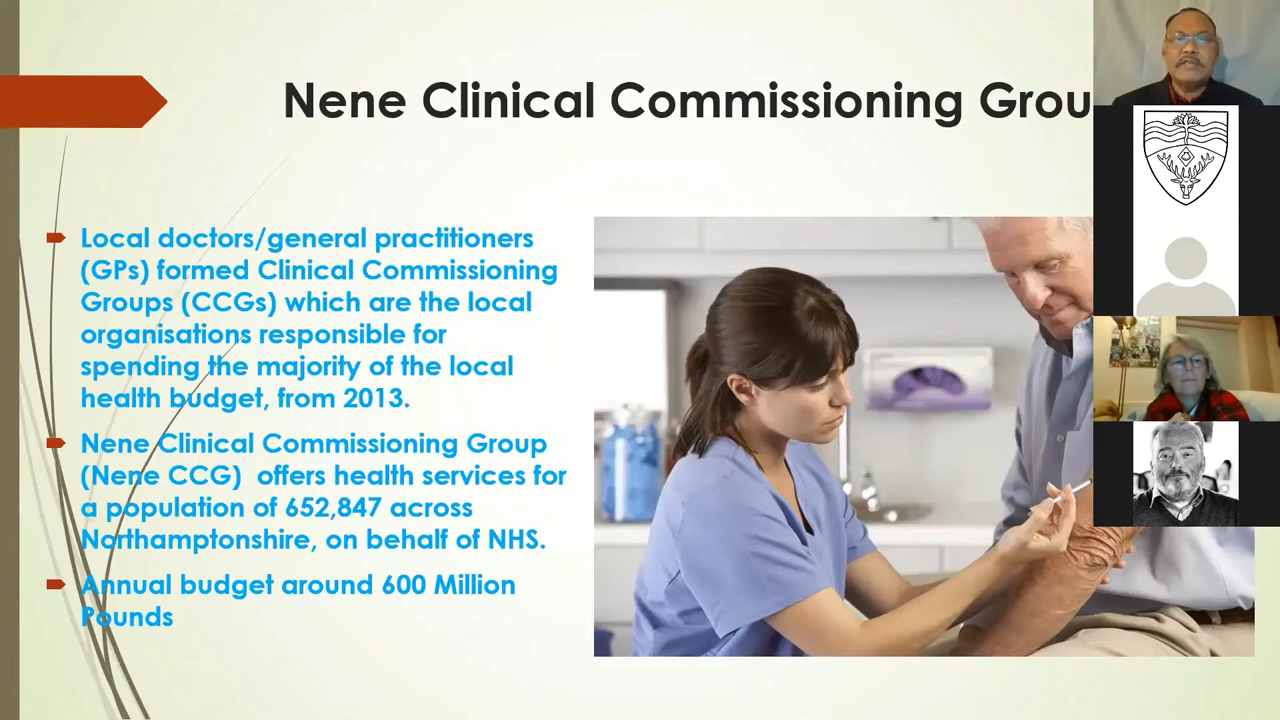 Nene Clinical Commissioning Grou
Local doctors/general practitioners
(GPs) formed Clinical Commissioning
Groups (CCGs) which are the local
organisations responsible for
spending the majority of the local
health budget, from 2013.
Nene Clinical Commissioning Group
(Nene CCG)  offers health services for
a population of 652,847 across
Northamptonshire, on behalf of NHS.
Annual budget around 600 Million
Pounds